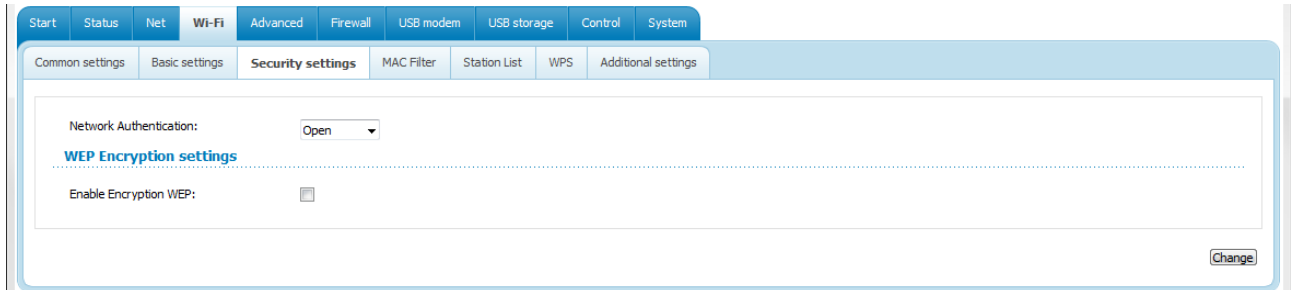 Start Status Net Wi-Fi Advanced Firewall USB modem USB storage Control System
Common settings Basic settings Security settings MAC Filter Station List WPS Additional settings
Network Authentication: Open
WEP Encryption settings
Enable Encryption WEP:
Change